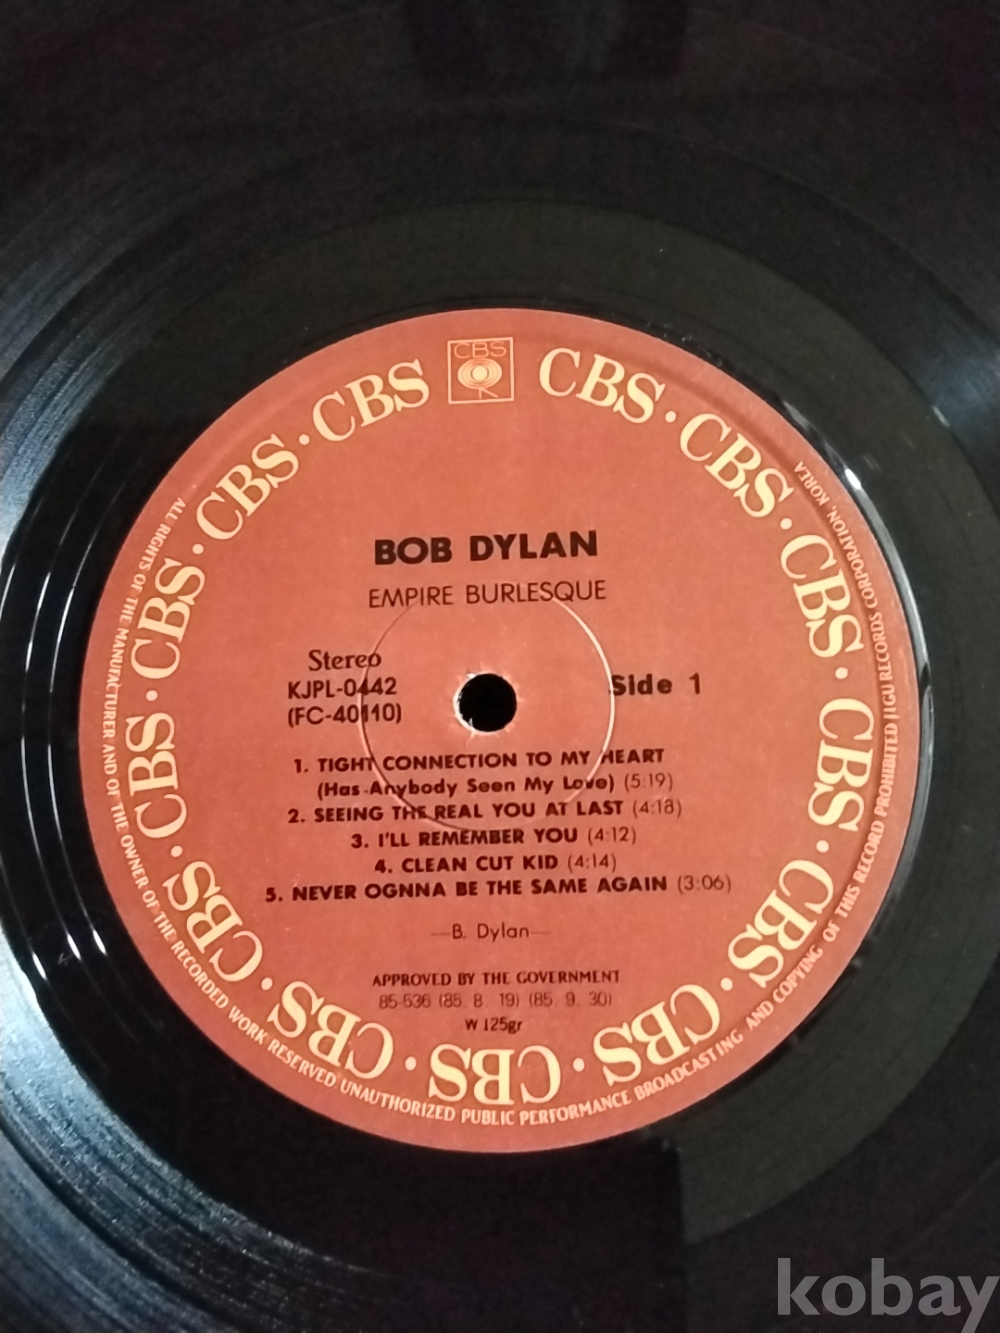 CBS
K
CBS · CBS · CBS · CBS · CBS · CBS · CBS · CBS · CBS · CBS · CBS · CBS · CBS · CBS
BOB DYLAN
EMPIRE BURLESQUE
Stereo
KJPL-0442
(FC-40110)
Side 1
1. TIGHT CONNECTION TO MY HEART
(Has Anybody Seen My Love) (5:19)
2. SEEING THE REAL YOU AT LAST (4:18)
3. I'LL REMEMBER YOU (4:12)
4. CLEAN CUT KID (4:14)
5. NEVER OGNNA BE THE SAME AGAIN (3:06)
—B. Dylan—
APPROVED BY THE GOVERNMENT
85-536 (85. 8. 19) (85. 9. 30)
W 125gr
ALL RIGHTS OF THE MANUFACTURER AND OF THE OWNER OF THE RECORDED WORK RESERVED UNAUTHORIZED PUBLIC PERFORMANCE BROADCASTING AND COPYING OF THIS RECORD PROHIBITED JIGU RECORDS CORPORATION, KOREA
kobay